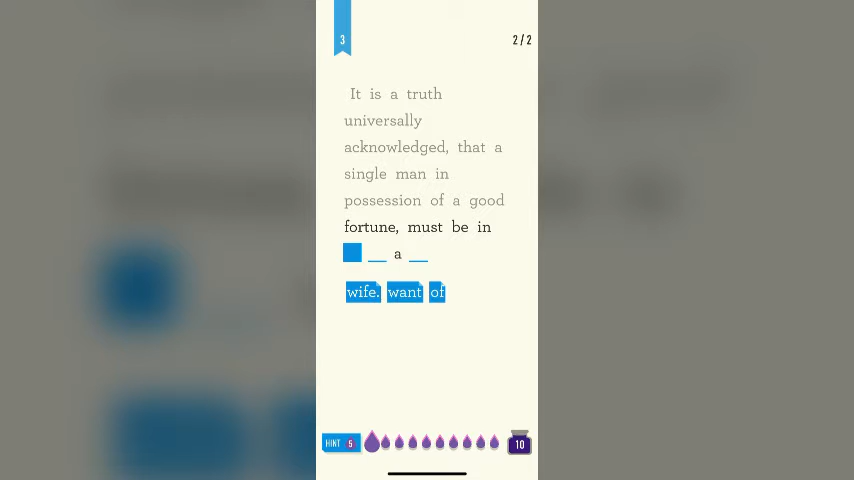 3
2/2
It is a truth
universally
acknowledged, that a
single man in
possession of a good
fortune, must be in
a
wife. want of
HINT 5
10